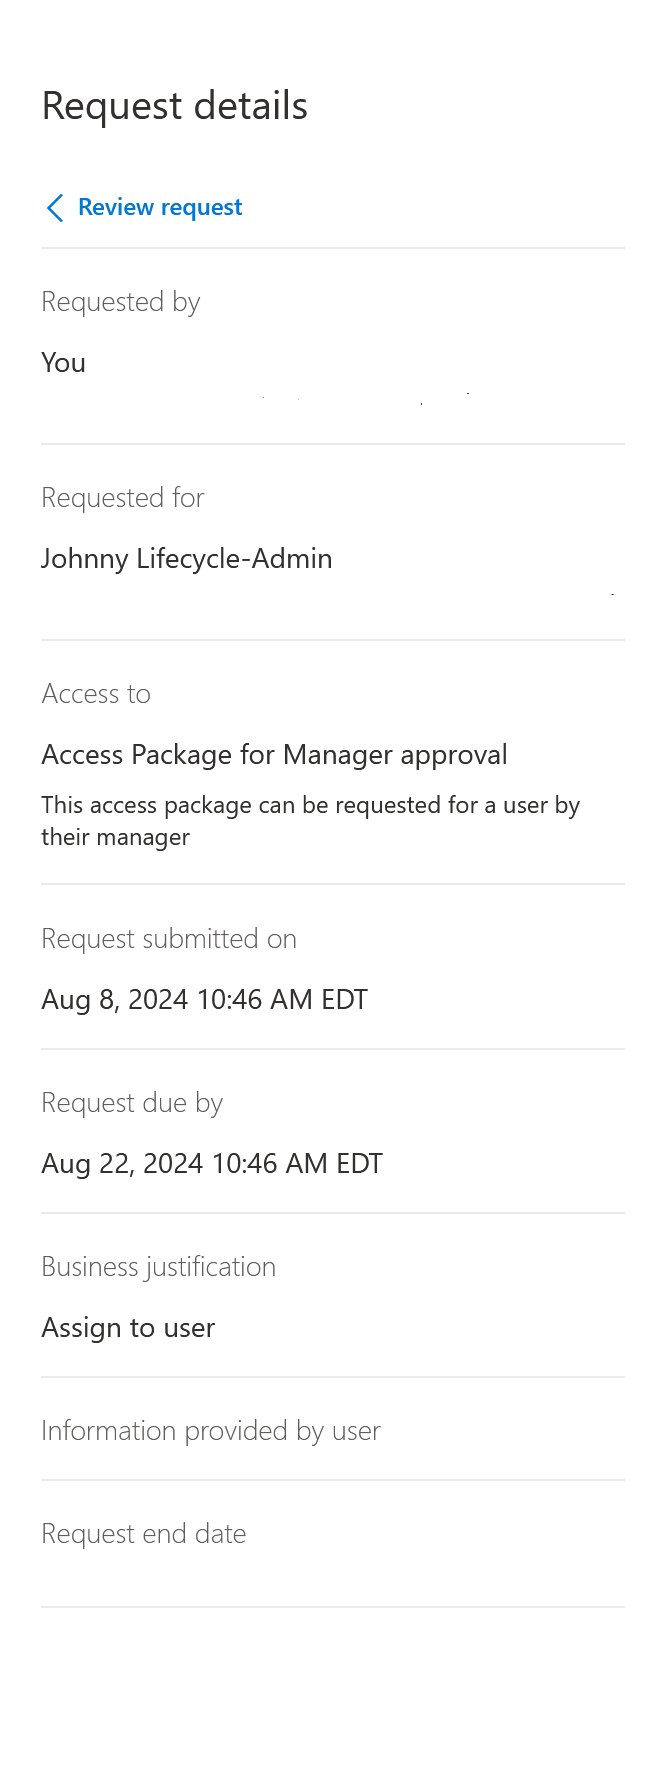 Request details
Review request
Requested by
You
Requested for
Johnny Lifecycle-Admin
Access to
Access Package for Manager approval
This access package can be requested for a user by
their manager
Request submitted on
Aug 8, 2024 10:46 AM EDT
Request due by
Aug 22, 2024 10:46 AM EDT
Business justification
Assign to user
Information provided by user
Request end date